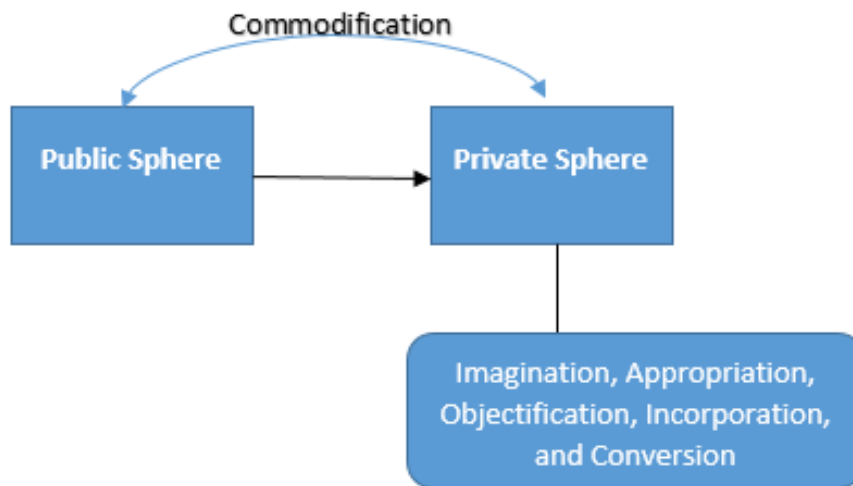 Commodification
Public Sphere
Private Sphere
Imagination, Appropriation,
Objectification, Incorporation,
and Conversion